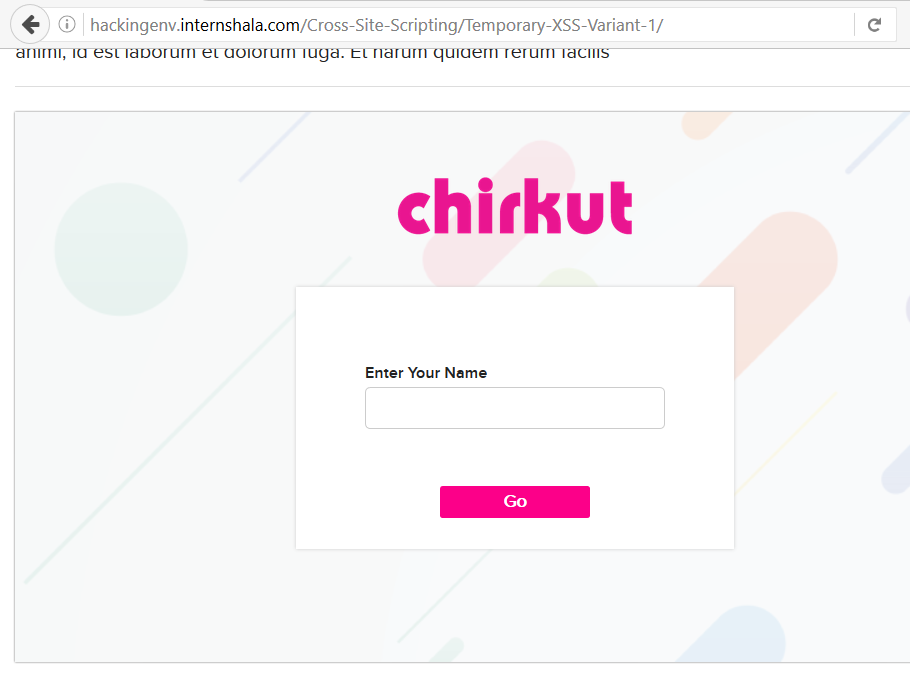 hackingenv.internshala.com/Cross-Site-Scripting/Temporary-XSS-Variant-1/
animi, id est laborum et dolorum fuga. Et harum quidem rerum facilis
chirkut
Enter Your Name
Go